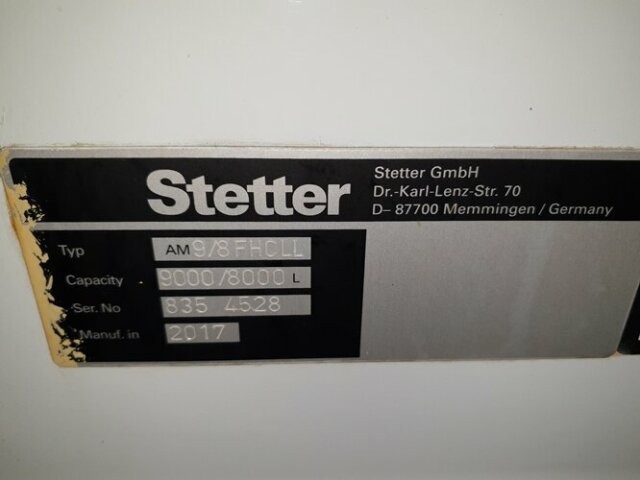 Stetter
Stetter GmbH
Dr.-Karl-Lenz-Str. 70
D– 87700 Memmingen / Germany
Typ AM 9/8 FHCLL
Capacity 9000/8000 L
Ser. No 835 4528
Manuf. in 2017